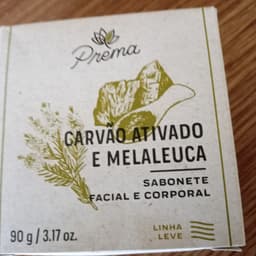 Prema
CARVÃO ATIVADO
E MELALEUCA
SABONETE
FACIAL E CORPORAL
90 g / 3.17 oz.
LINHA
LEVE